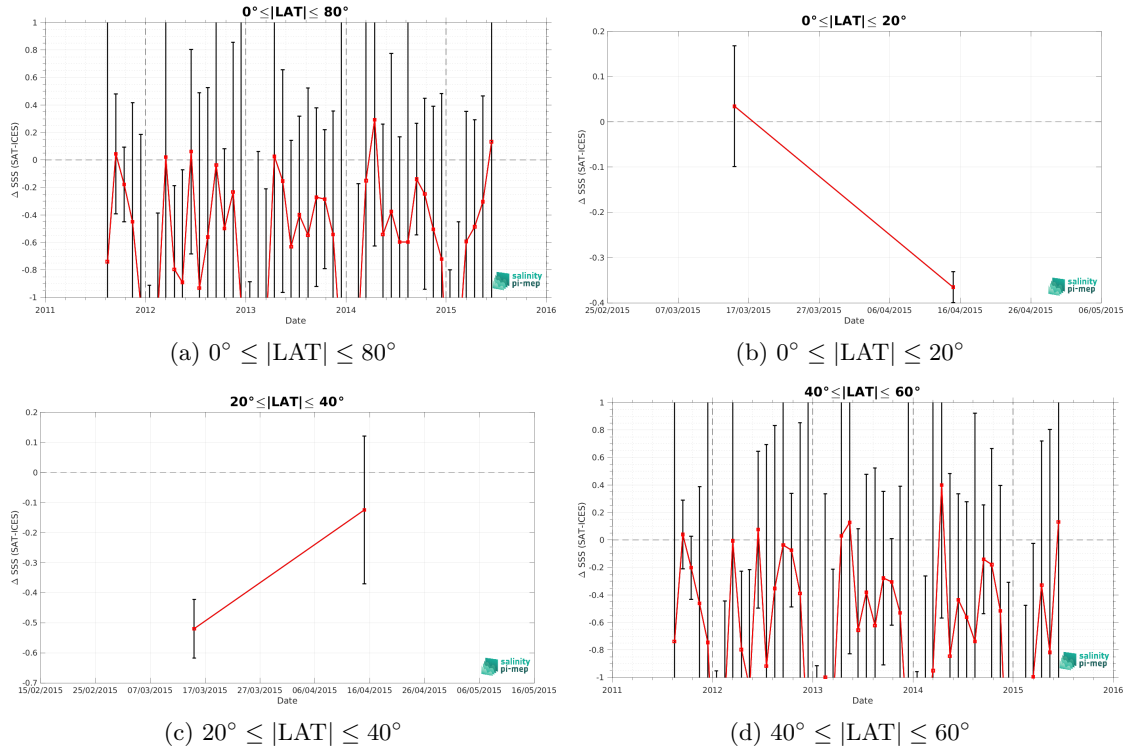 0°≤|LAT|≤ 80°
1
0.8
0.6
0.4
0.2
0
-0.2
-0.4
-0.6
-0.8
-1
Δ SSS (SAT-ICES)
2011
2012
2013
2014
2015
2016
Date
salinity
pi-mep
(a) 0° ≤ |LAT| ≤ 80°
0°≤|LAT|≤ 20°
0.2
0.1
0
-0.1
-0.2
-0.3
-0.4
Δ SSS (SAT-ICES)
25/02/2015
07/03/2015
17/03/2015
27/03/2015
06/04/2015
16/04/2015
26/04/2015
06/05/2015
Date
salinity
pi-mep
(b) 0° ≤ |LAT| ≤ 20°
20°≤|LAT|≤ 40°
0.2
0.1
0
-0.1
-0.2
-0.3
-0.4
-0.5
-0.6
-0.7
Δ SSS (SAT-ICES)
15/02/2015
25/02/2015
07/03/2015
17/03/2015
27/03/2015
06/04/2015
16/04/2015
26/04/2015
06/05/2015
16/05/2015
Date
salinity
pi-mep
(c) 20° ≤ |LAT| ≤ 40°
40°≤|LAT|≤ 60°
1
0.8
0.6
0.4
0.2
0
-0.2
-0.4
-0.6
-0.8
-1
Δ SSS (SAT-ICES)
2011
2012
2013
2014
2015
2016
Date
salinity
pi-mep
(d) 40° ≤ |LAT| ≤ 60°